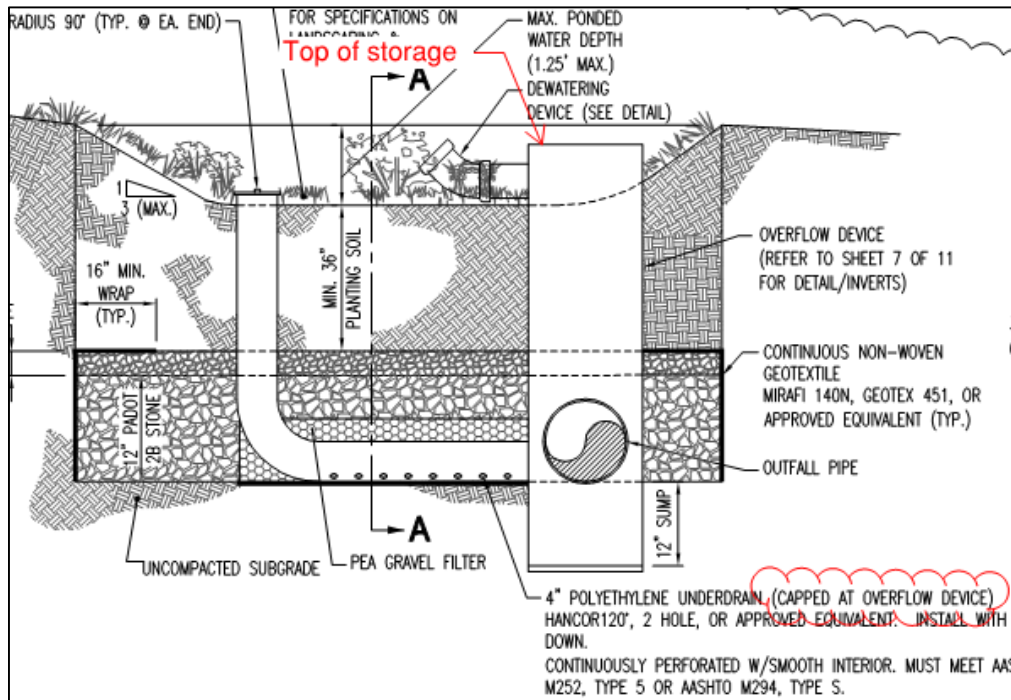 RADIUS 90° (TYP. @ EA. END)
FOR SPECIFICATIONS ON
Top of storage
A
MAX. PONDED
WATER DEPTH
(1.25' MAX.)
DEWATERING
DEVICE (SEE DETAIL)
1
3 (MAX.)
16" MIN.
WRAP
(TYP.)
MIN. 36"
PLANTING SOIL
OVERFLOW DEVICE
(REFER TO SHEET 7 OF 11
FOR DETAIL/INVERTS)
CONTINUOUS NON-WOVEN
GEOTEXTILE
MIRAFI 140N, GEOTEX 451, OR
APPROVED EQUIVALENT (TYP.)
12" PADOT
2B STONE
OUTFALL PIPE
A
12" SUMP
UNCOMPACTED SUBGRADE
PEA GRAVEL FILTER
4" POLYETHYLENE UNDERDRAIN (CAPPED AT OVERFLOW DEVICE)
HANCOR120°, 2 HOLE, OR APPROVED EQUIVALENT. INSTALL WITH
DOWN.
CONTINUOUSLY PERFORATED W/SMOOTH INTERIOR. MUST MEET
M252, TYPE 5 OR AASHTO M294, TYPE S.